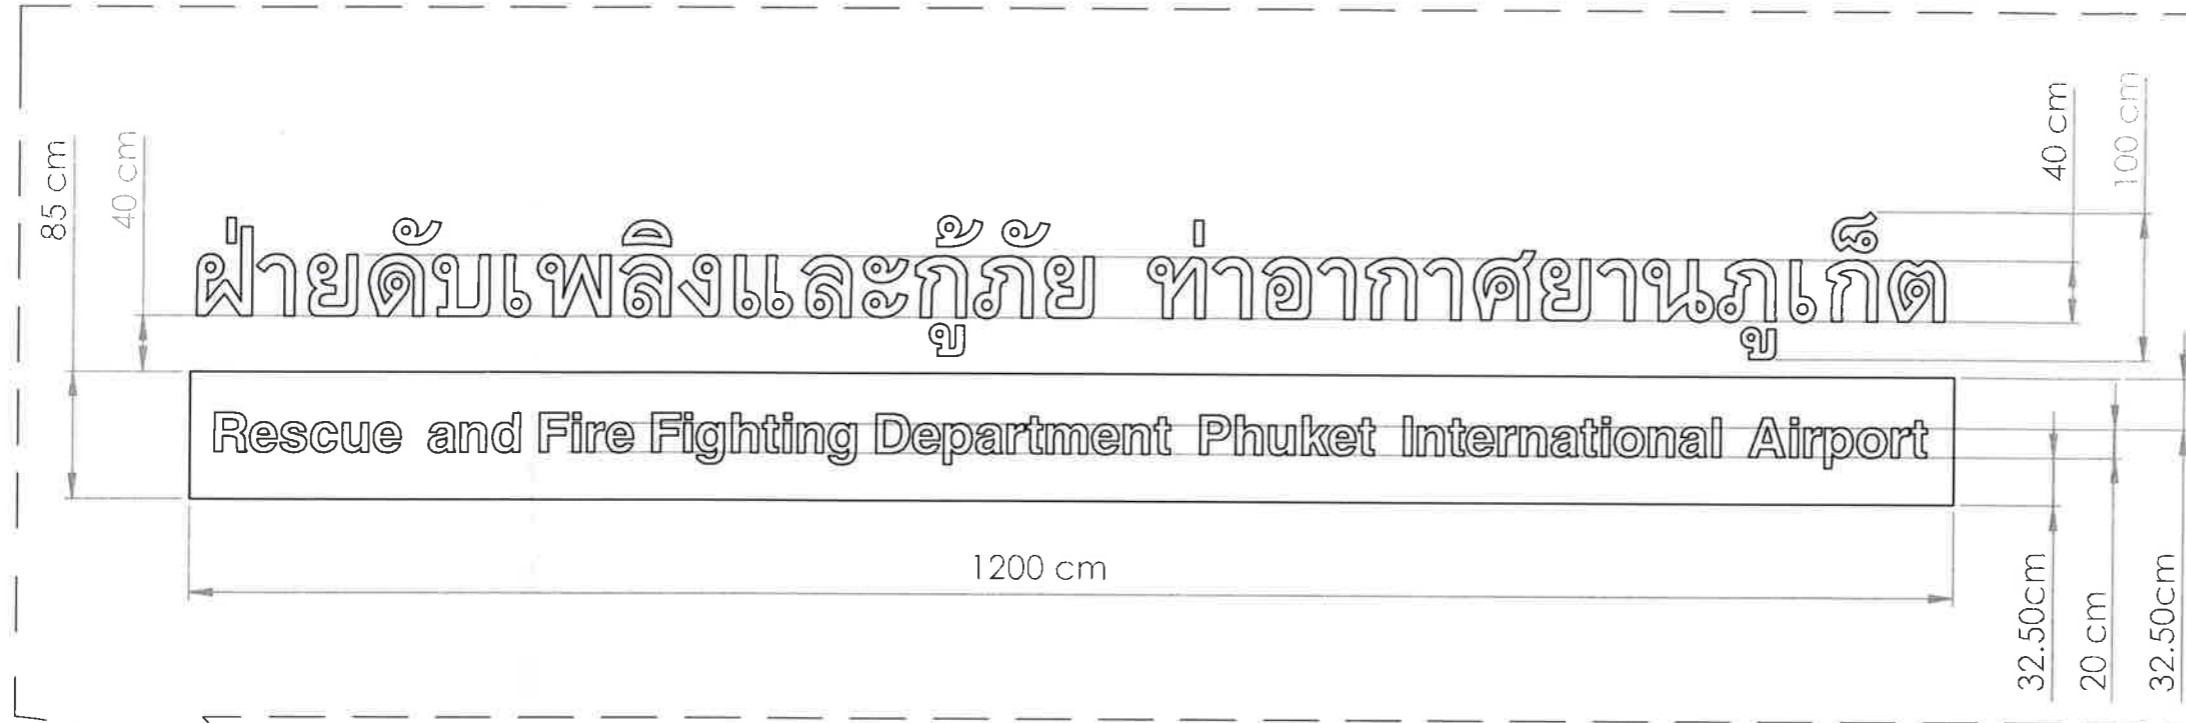 40 cm
100 cm
85 cm
40 cm
ฝ่ายดับเพลิงและกู้ภัย ท่าอากาศยานภูเก็ต
Rescue and Fire Fighting Department Phuket International Airport
1200 cm
32.50cm
20 cm
32.50cm